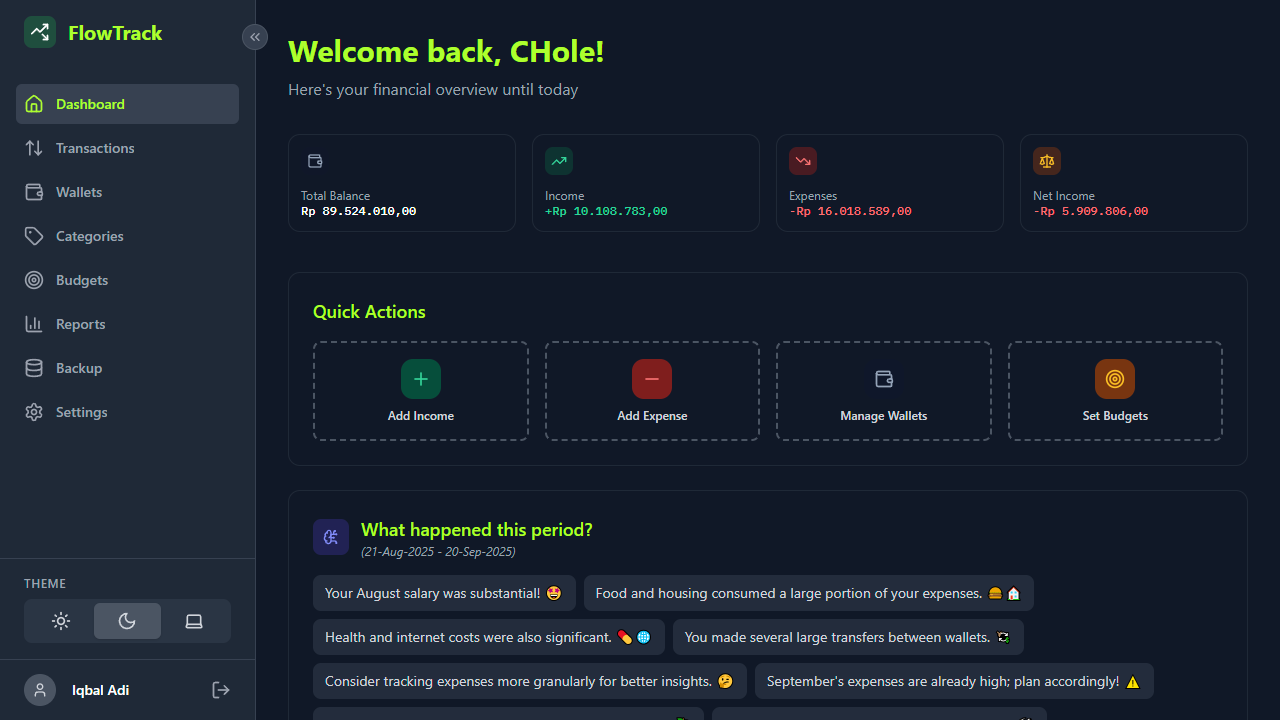 FlowTrack
Dashboard
Transactions
Wallets
Categories
Budgets
Reports
Backup
Settings
THEME
Iqbal Adi
Welcome back, CHole!
Here's your financial overview until today
Total Balance
Rp 89.524.010,00
Income
+Rp 10.108.783,00
Expenses
-Rp 16.018.589,00
Net Income
-Rp 5.909.806,00
Quick Actions
Add Income
Add Expense
Manage Wallets
Set Budgets
What happened this period?
(21-Aug-2025 - 20-Sep-2025)
Your August salary was substantial! 🤩
Food and housing consumed a large portion of your expenses. 🍔🏠
Health and internet costs were also significant. 💊🌐
You made several large transfers between wallets. 💸
Consider tracking expenses more granularly for better insights. 🤔
September's expenses are already high; plan accordingly! ⚠️